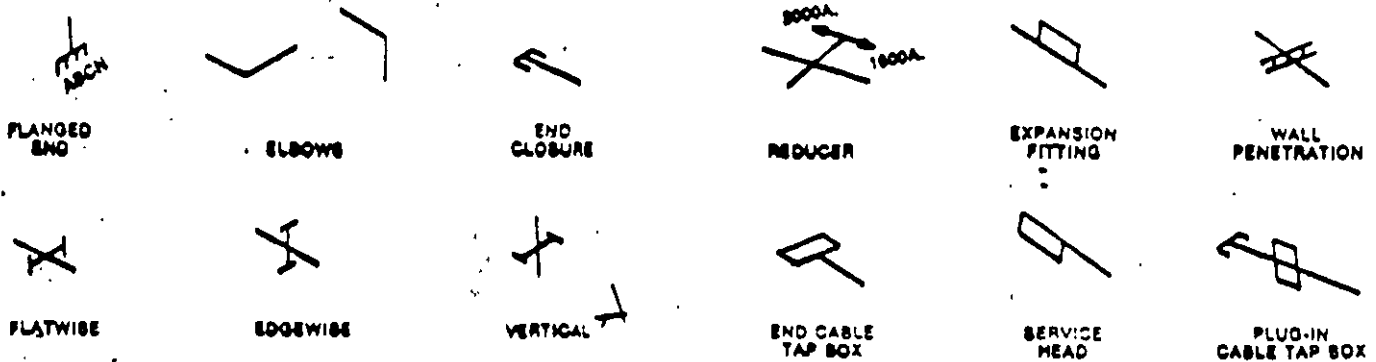 ABCN
3000A.
1600A.
FLANGED
END
ELBOWS
END
CLOSURE
REDUCER
EXPANSION
FITTING
WALL
PENETRATION
FLATWISE
EDGEWISE
VERTICAL
END CABLE
TAP BOX
SERVICE
HEAD
PLUG-IN
CABLE TAP BOX